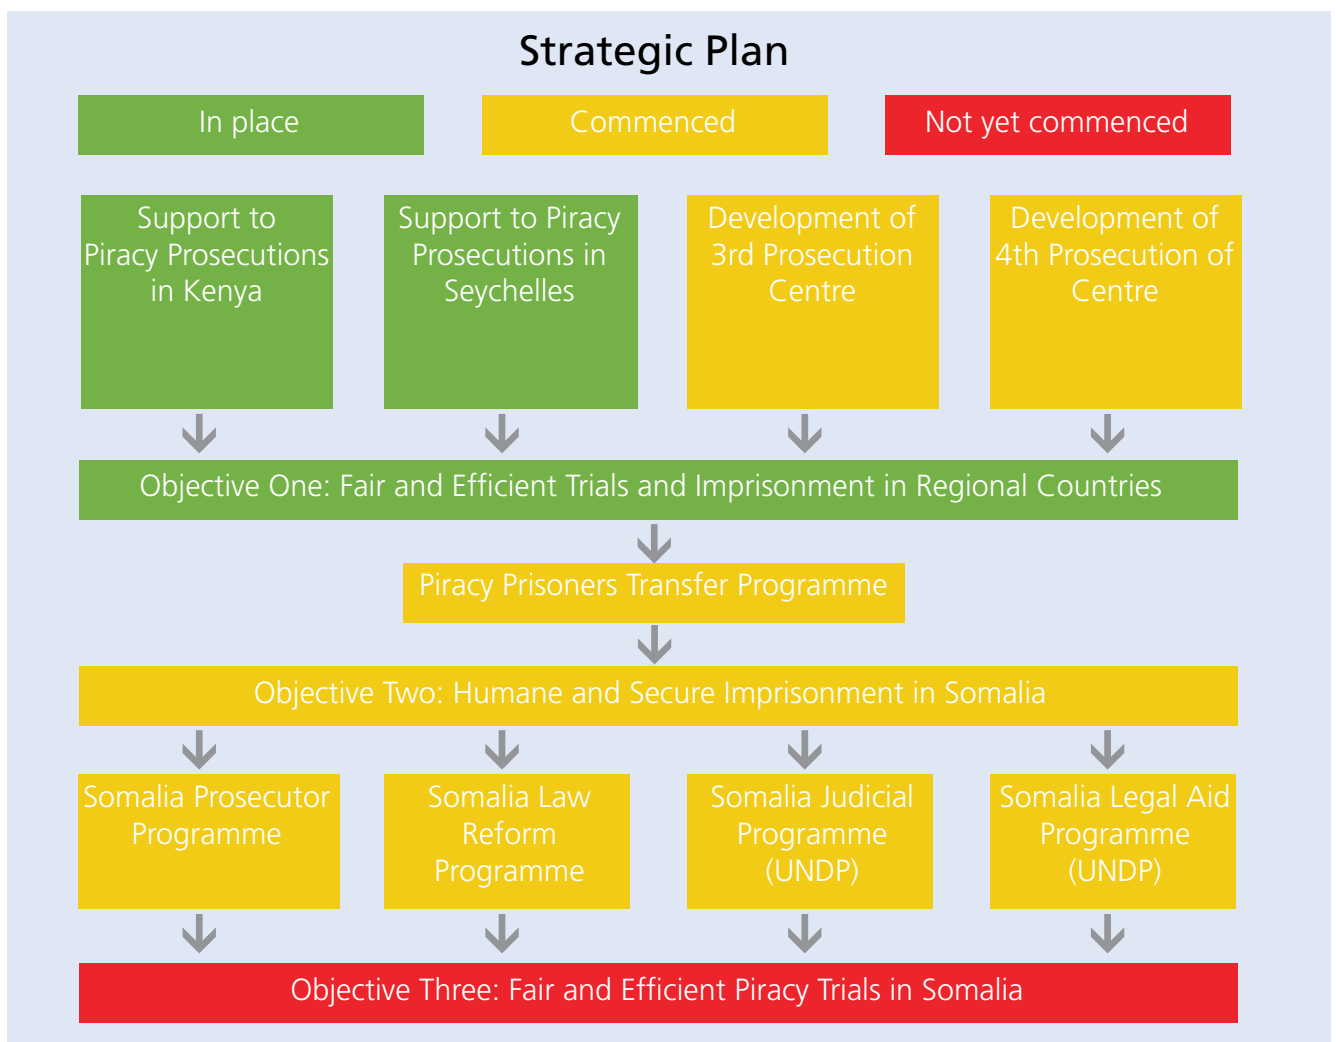 Strategic Plan
In place
Commenced
Not yet commenced
Support to
Piracy Prosecutions
in Kenya
Support to Piracy
Prosecutions in
Seychelles
Development of
3rd Prosecution
Centre
Development of
4th Prosecution of
Centre
Objective One: Fair and Efficient Trials and Imprisonment in Regional Countries
Piracy Prisoners Transfer Programme
Objective Two: Humane and Secure Imprisonment in Somalia
Somalia Prosecutor
Programme
Somalia Law
Reform
Programme
Somalia Judicial
Programme
(UNDP)
Somalia Legal Aid
Programme
(UNDP)
Objective Three: Fair and Efficient Piracy Trials in Somalia